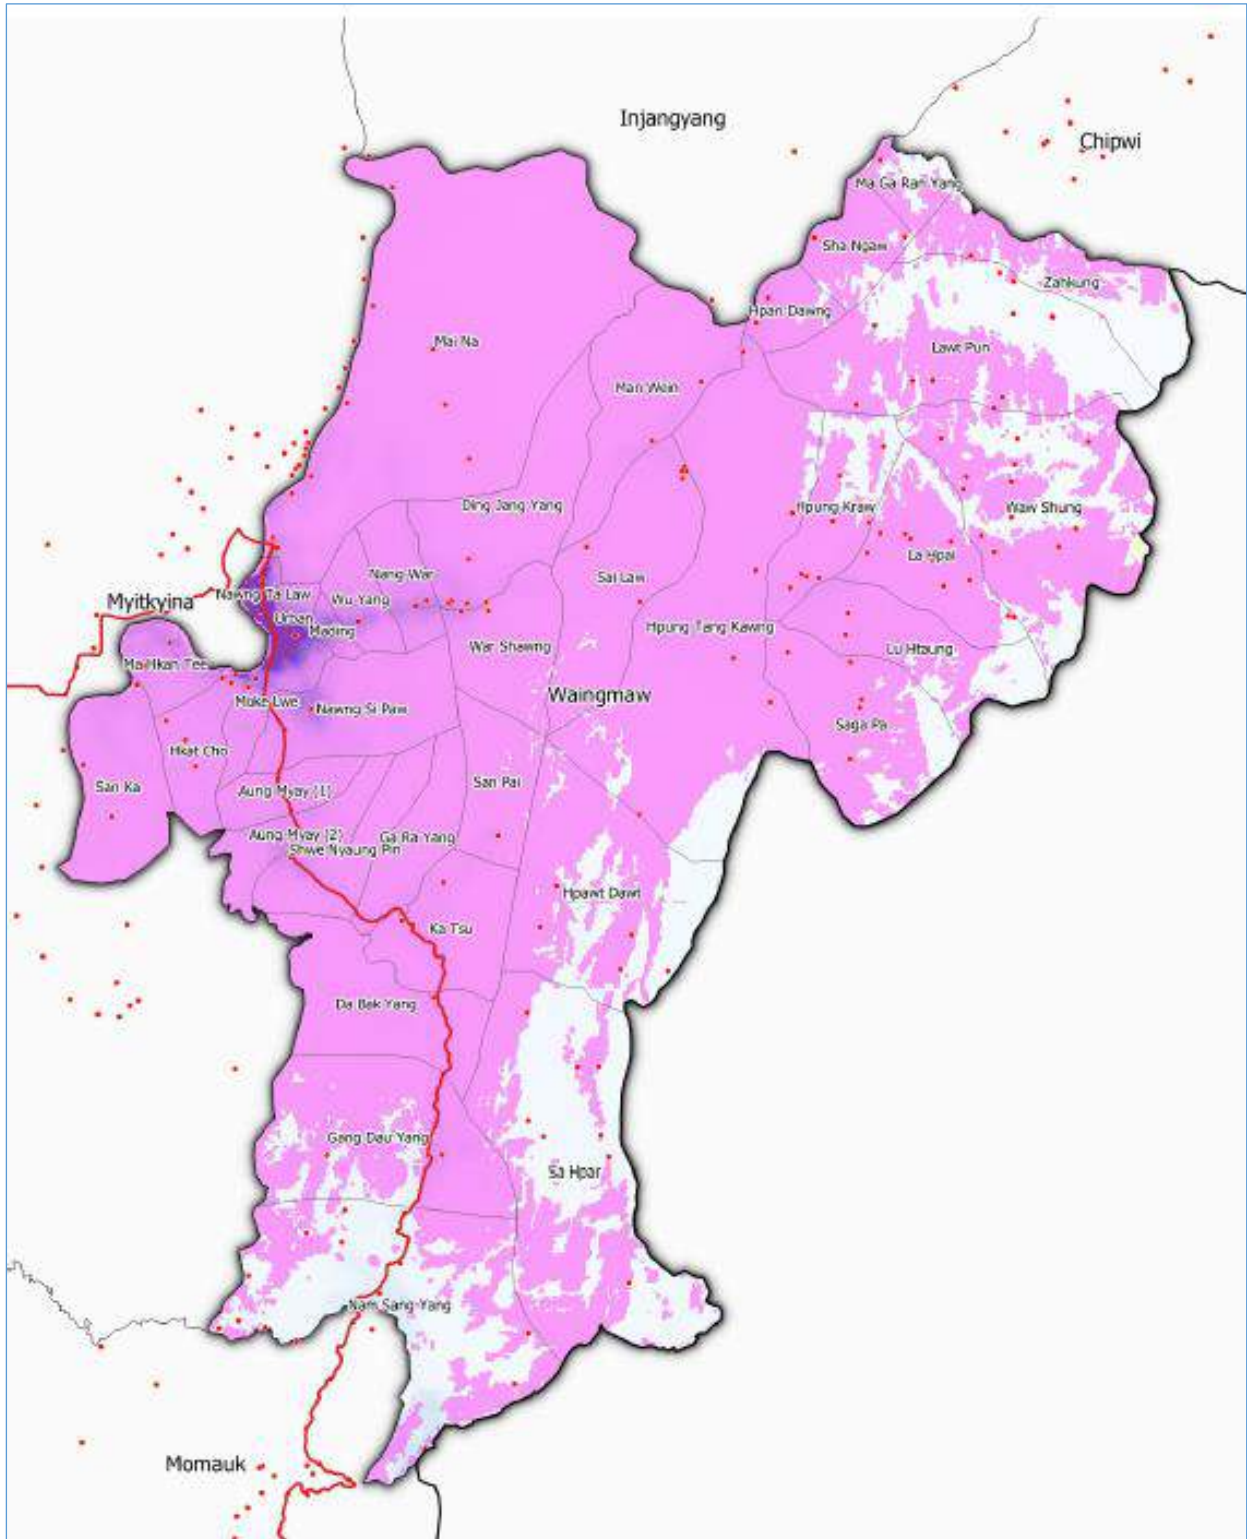 Injangyang
Chipwi
Ma Ga Ran Yang
Sha Ngaw
Zahkung
Hpan Dawng
Mai Na
Lawt Pun
Man Wein
Ding Jang Yang
Hpung Kraw
Waw Shung
La Hpai
Nang War
Sai Law
Nawng Ta Law
Wu Yang
Myitkyina
Urban
Mading
Hpung Tang Kawng
War Shawng
Lu Htaung
Ma Hkan Tee
Waingmaw
Muke Lwe
Nawng Si Paw
Saga Pa
Hkat Cho
San Ka
San Pai
Aung Myay (1)
Aung Myay (2)
Ga Ra Yang
Shwe Nyaung Pin
Hpawt Dawt
Ka Tsu
Da Bak Yang
Gang Dau Yang
Sa Hpar
Nam Sang Yang
Momauk